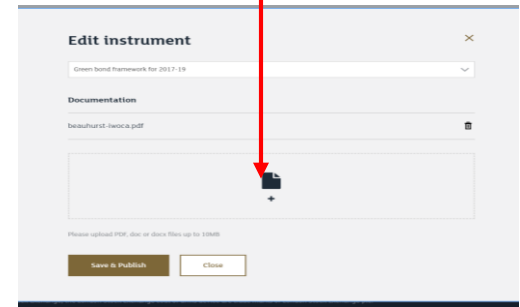 Edit instrument
Green bond framework for 2017-19
Documentation
beauhurst-iwoca.pdf
Please upload PDF, doc or docx files up to 10MB
Save & Publish
Close